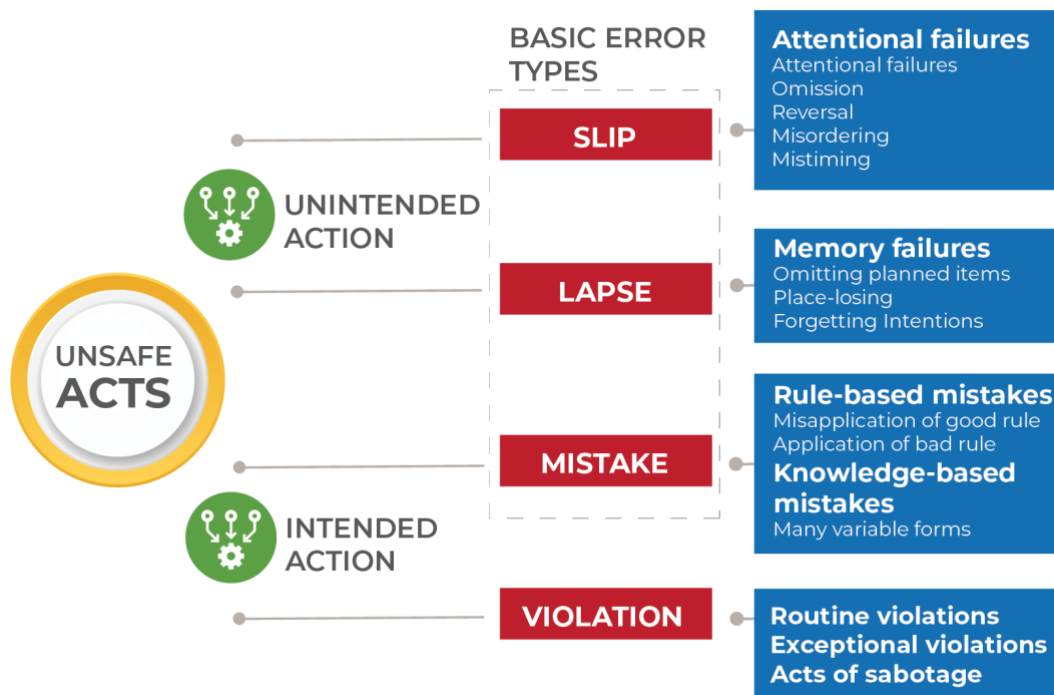 BASIC ERROR
TYPES
UNSAFE
ACTS
UNINTENDED
ACTION
SLIP
Attentional failures
Attentional failures
Omission
Reversal
Misordering
Mistiming
LAPSE
Memory failures
Omitting planned items
Place-losing
Forgetting Intentions
INTENDED
ACTION
MISTAKE
Rule-based mistakes
Misapplication of good rule
Application of bad rule
Knowledge-based
mistakes
Many variable forms
VIOLATION
Routine violations
Exceptional violations
Acts of sabotage